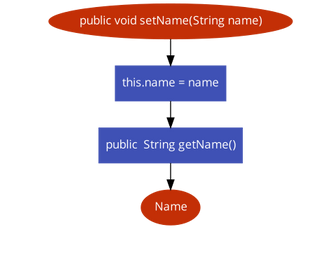 public void setName(String name)
this.name = name
public  String getName()
Name